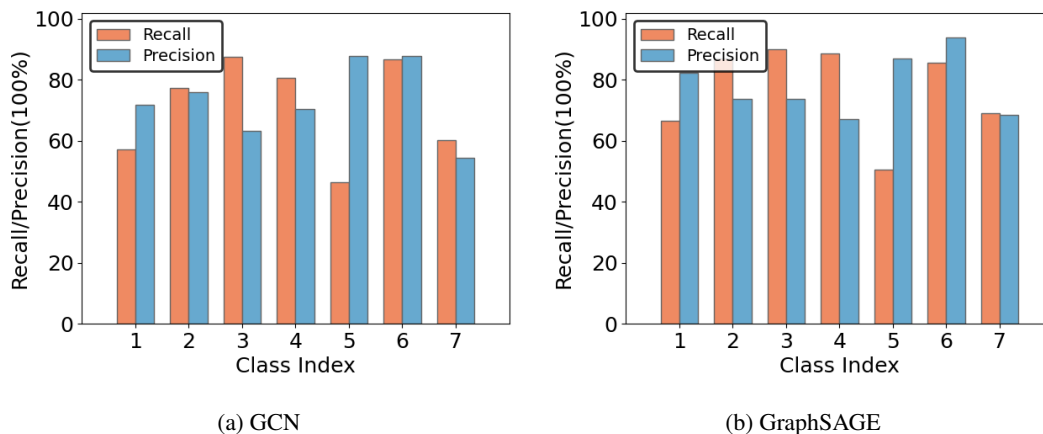 100
80
60
40
20
0
Recall/Precision(100%)
Recall
Precision
1 2 3 4 5 6 7
Class Index
(a) GCN
100
80
60
40
20
0
Recall/Precision(100%)
Recall
Precision
1 2 3 4 5 6 7
Class Index
(b) GraphSAGE